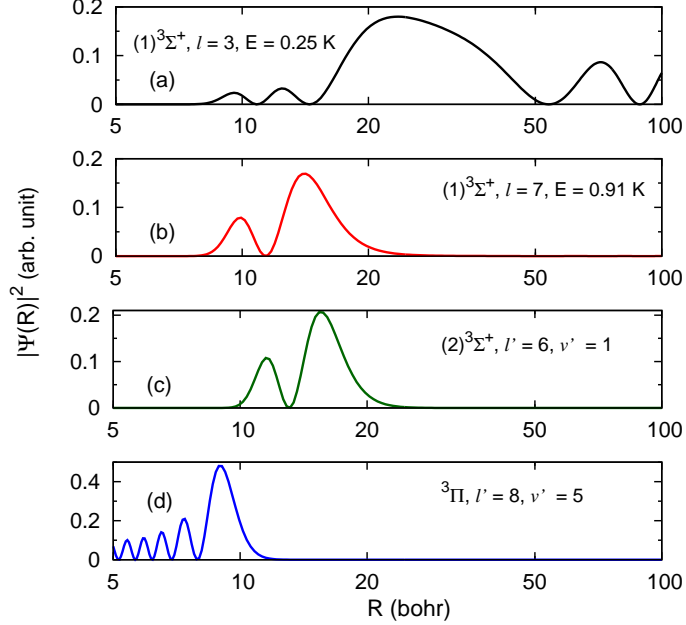 0.2
0.1
0
(1)³Σ⁺, l = 3, E = 0.25 K
(a)
5 10 20 50 100
0.2
0.1
0
(1)³Σ⁺, l = 7, E = 0.91 K
(b)
5 10 20 50 100
|Ψ(R)|² (arb. unit)
0.2
0.1
0
(2)³Σ⁺, l' = 6, v' = 1
(c)
5 10 20 50 100
0.4
0.2
0
³Π, l' = 8, v' = 5
(d)
5 10 20 50 100
R (bohr)